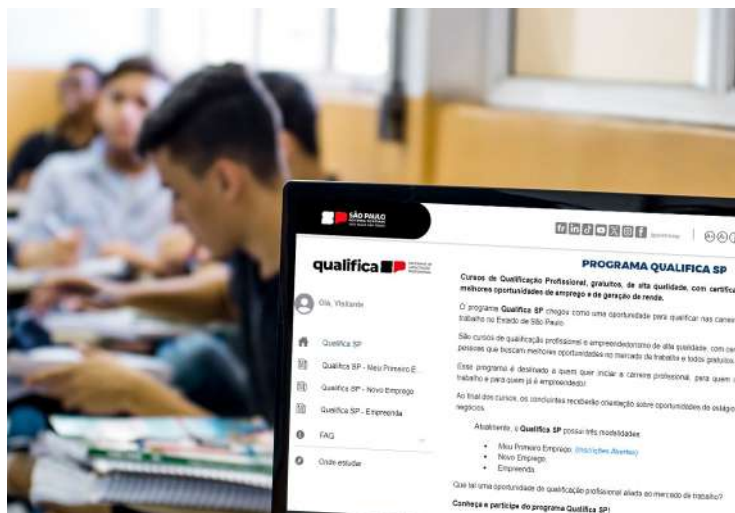 SÃO PAULO
PROGRAMA QUALIFICA SP
qualifica SP
Cursos de Qualificação Profissional, gratuitos, de alta qualidade, com certific
melhores oportunidades de emprego e de geração de renda.
Olá, Visitante
O programa Qualifica SP chegou como uma oportunidade para qualificar nas carrei
trabalho no Estado de São Paulo
Qualifica SP
São cursos de qualificação profissional e empreendedorismo de alta qualidade, com cer
pessoas que buscam melhores oportunidades no mercado de trabalho e todos gratuitos.
Qualifica SP - Meu Primeiro E...
Esse programa é destinado a quem quer iniciar a carreira profissional, para quem
trabalho e para quem já é empreendedor.
Qualifica SP - Novo Emprego
Ao final dos cursos, os concluintes receberão orientação sobre oportunidades de estágio
negócios.
Qualifica SP - Empreenda
Atualmente, o Qualifica SP possui três modalidades:
FAQ
Meu Primeiro Emprego (Inscrições Abertas)
Novo Emprego
Empreenda
Onde estudar
Que tal uma oportunidade de qualificação profissional aliada ao mercado de trabalho?
Conheça e participe do programa Qualifica SP!